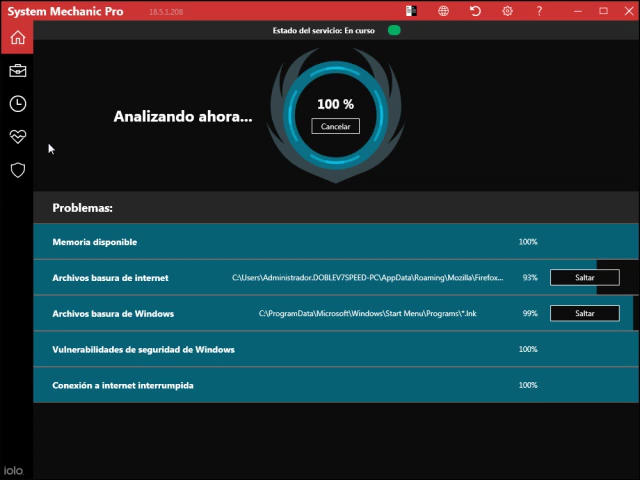 System Mechanic Pro 18.5.1.208
Estado del servicio: En curso
Analizando ahora...
100 %
Cancelar
Problemas:
Memoria disponible 100%
Archivos basura de internet C:\Users\Administrador.DOBLEV7SPEED-PC\AppData\Roaming\Mozilla\Firefox... 93% Saltar
Archivos basura de Windows C:\ProgramData\Microsoft\Windows\Start Menu\Programs\*.lnk 99% Saltar
Vulnerabilidades de seguridad de Windows 100%
Conexión a internet interrumpida 100%
iolo